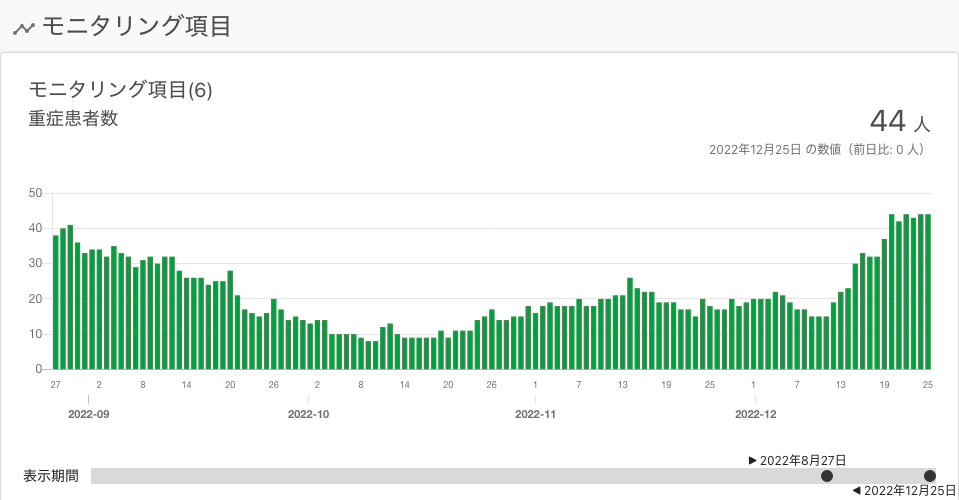 モニタリング項目
モニタリング項目(6)
重症患者数
44 人
2022年12月25日 の数値（前日比: 0 人）
50
40
30
20
10
0
27 2 8 14 20 26 2 8 14 20 26 1 7 13 19 25 1 7 13 19 25
2022-09 2022-10 2022-11 2022-12
▶ 2022年8月27日
表示期間
◀ 2022年12月25日